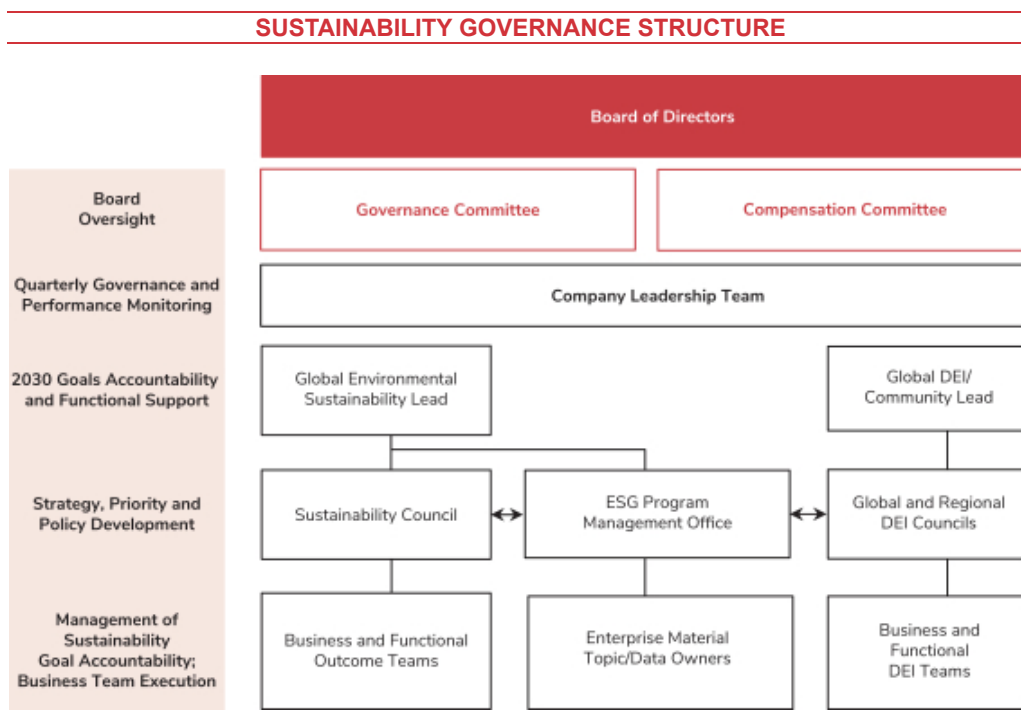 SUSTAINABILITY GOVERNANCE STRUCTURE
Board of Directors
Board
Oversight
Governance Committee
Compensation Committee
Quarterly Governance and
Performance Monitoring
Company Leadership Team
2030 Goals Accountability
and Functional Support
Global Environmental
Sustainability Lead
Global DEI/
Community Lead
Strategy, Priority and
Policy Development
Sustainability Council
ESG Program
Management Office
Global and Regional
DEI Councils
Management of
Sustainability
Goal Accountability;
Business Team Execution
Business and Functional
Outcome Teams
Enterprise Material
Topic/Data Owners
Business and
Functional
DEI Teams